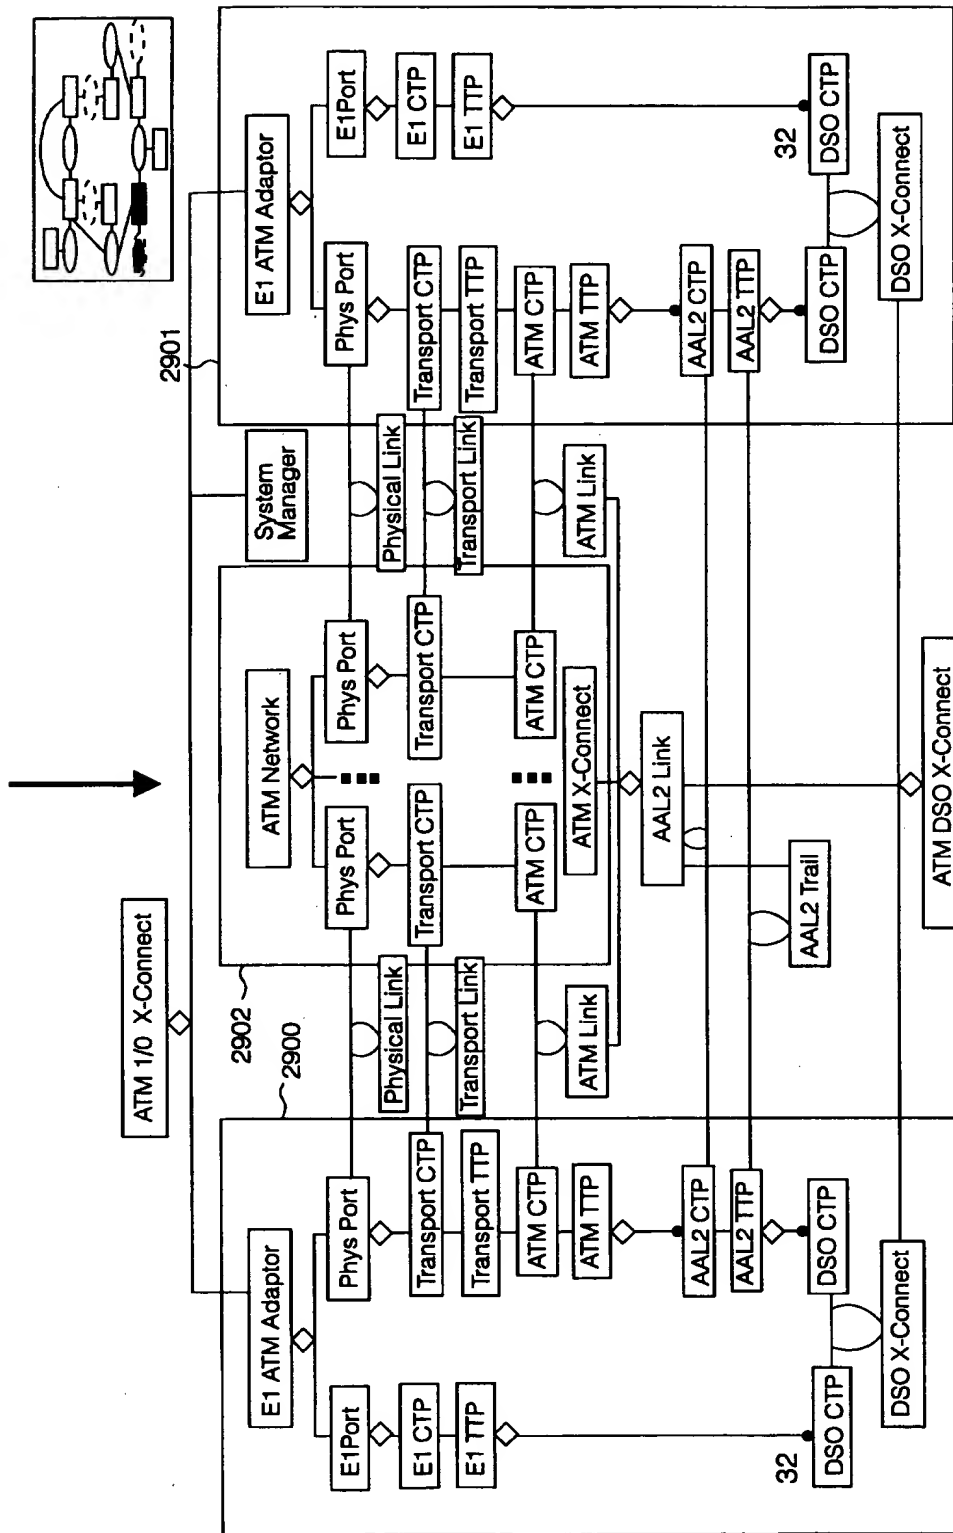 ATM 1/0 X-Connect
2900
2902
2901
E1 ATM Adaptor
ATM Network
System
Manager
E1 ATM Adaptor
E1Port
Phys Port
Phys Port
Phys Port
Phys Port
E1Port
Physical Link
Physical Link
E1 CTP
Transport CTP
Transport CTP
Transport CTP
Transport CTP
E1 CTP
E1 TTP
Transport TTP
Transport Link
Transport Link
Transport TTP
E1 TTP
ATM CTP
ATM CTP
ATM CTP
ATM CTP
ATM TTP
ATM Link
ATM X-Connect
ATM Link
ATM TTP
AAL2 CTP
AAL2 Link
AAL2 CTP
AAL2 TTP
AAL2 TTP
32
AAL2 Trail
32
DSO CTP
DSO CTP
DSO CTP
DSO CTP
DSO X-Connect
DSO X-Connect
ATM DSO X-Connect